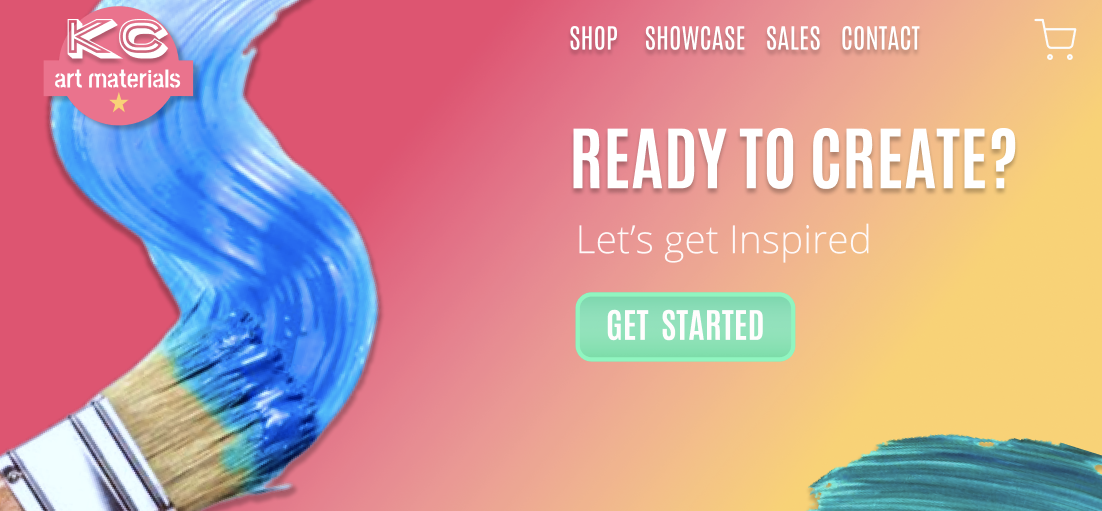 KC
art materials
SHOP SHOWCASE SALES CONTACT
READY TO CREATE?
Let's get Inspired
GET STARTED